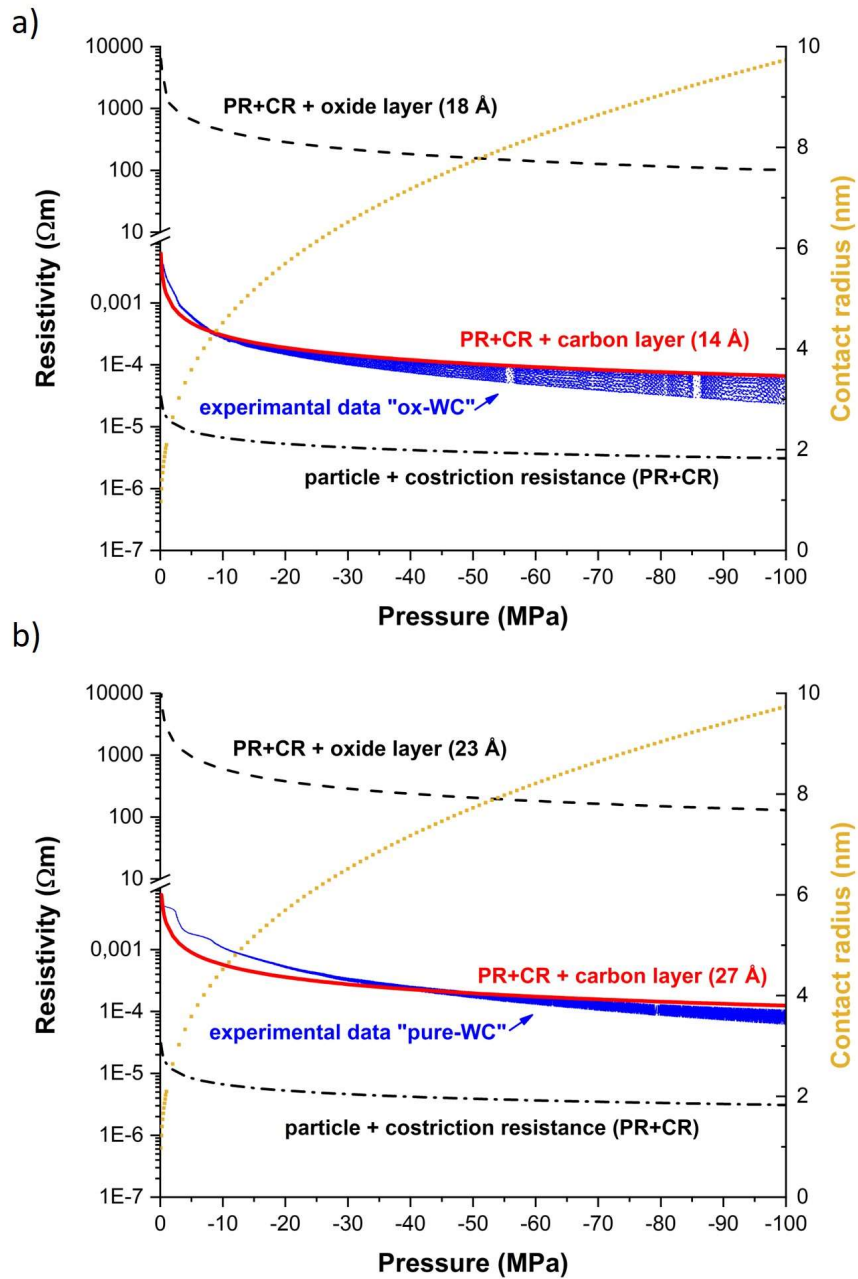 a)
10000
1000
100
10
0,001
1E-4
1E-5
1E-6
1E-7
Resistivity (Ωm)
PR+CR + oxide layer (18 Å)
PR+CR + carbon layer (14 Å)
experimantal data "ox-WC"
particle + costriction resistance (PR+CR)
10
8
6
4
2
0
Contact radius (nm)
0 -10 -20 -30 -40 -50 -60 -70 -80 -90 -100
Pressure (MPa)
b)
10000
1000
100
10
0,001
1E-4
1E-5
1E-6
1E-7
Resistivity (Ωm)
PR+CR + oxide layer (23 Å)
PR+CR + carbon layer (27 Å)
experimental data "pure-WC"
particle + costriction resistance (PR+CR)
10
8
6
4
2
0
Contact radius (nm)
0 -10 -20 -30 -40 -50 -60 -70 -80 -90 -100
Pressure (MPa)